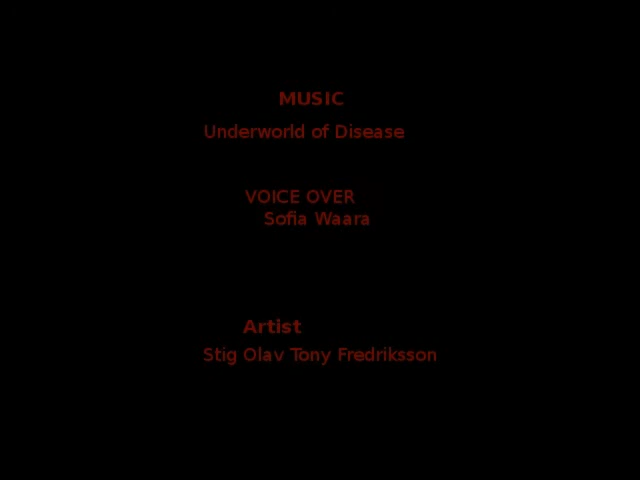 MUSIC
Underworld of Disease
VOICE OVER
Sofia Waara
Artist
Stig Olav Tony Fredriksson